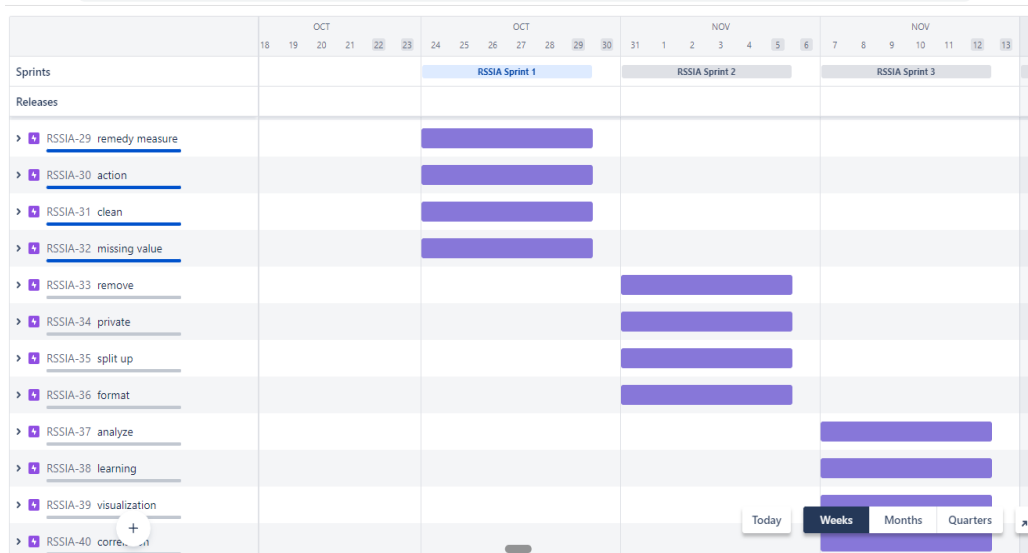 OCT OCT NOV NOV
18 19 20 21 22 23 24 25 26 27 28 29 30 31 1 2 3 4 5 6 7 8 9 10 11 12 13
Sprints RSSIA Sprint 1 RSSIA Sprint 2 RSSIA Sprint 3
Releases
RSSIA-29 remedy measure
RSSIA-30 action
RSSIA-31 clean
RSSIA-32 missing value
RSSIA-33 remove
RSSIA-34 private
RSSIA-35 split up
RSSIA-36 format
RSSIA-37 analyze
RSSIA-38 learning
RSSIA-39 visualization
Today Weeks Months Quarters
RSSIA-40